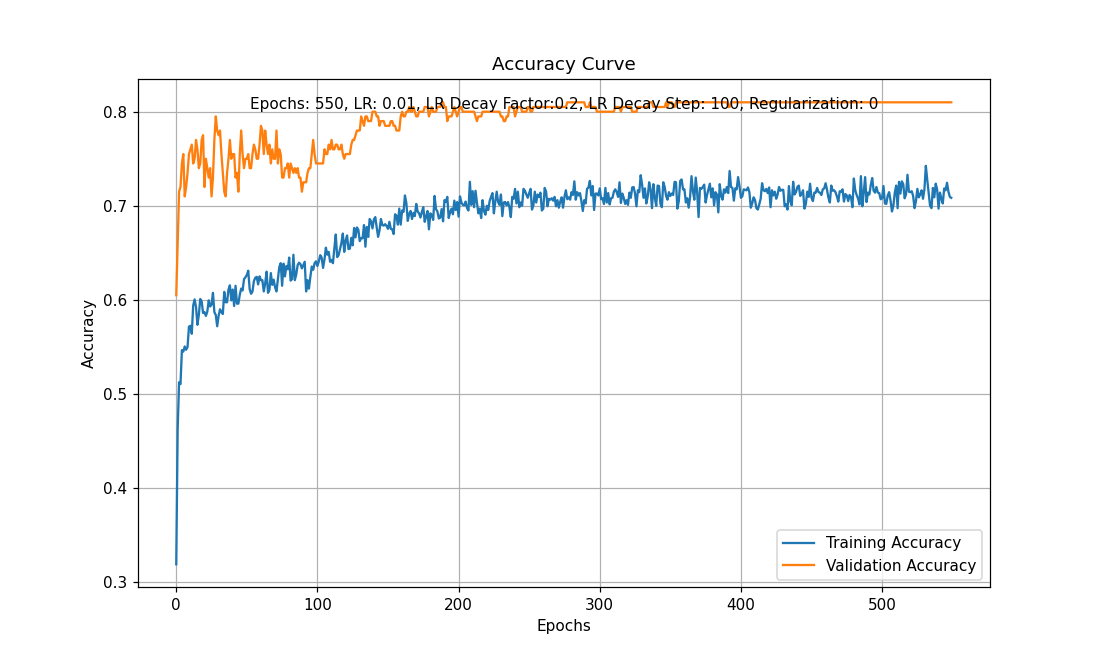 Accuracy Curve
Epochs: 550, LR: 0.01, LR Decay Factor:0.2, LR Decay Step: 100, Regularization: 0
0.8
0.7
0.6
0.5
0.4
0.3
Accuracy
Training Accuracy
Validation Accuracy
0 100 200 300 400 500
Epochs